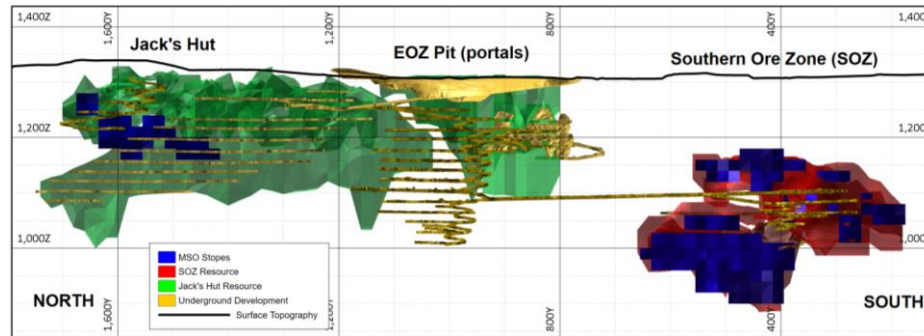 1,400Z
1,600Y
1,200Y
800Y
400Y
1,400
Jack's Hut
EOZ Pit (portals)
Southern Ore Zone (SOZ)
1,200Z
1,200
1,000Z
1,000
MSO Stopes
SOZ Resource
Jack's Hut Resource
Underground Development
Surface Topography
NORTH
SOUTH
1,600Y
1,200Y
800Y
400Y